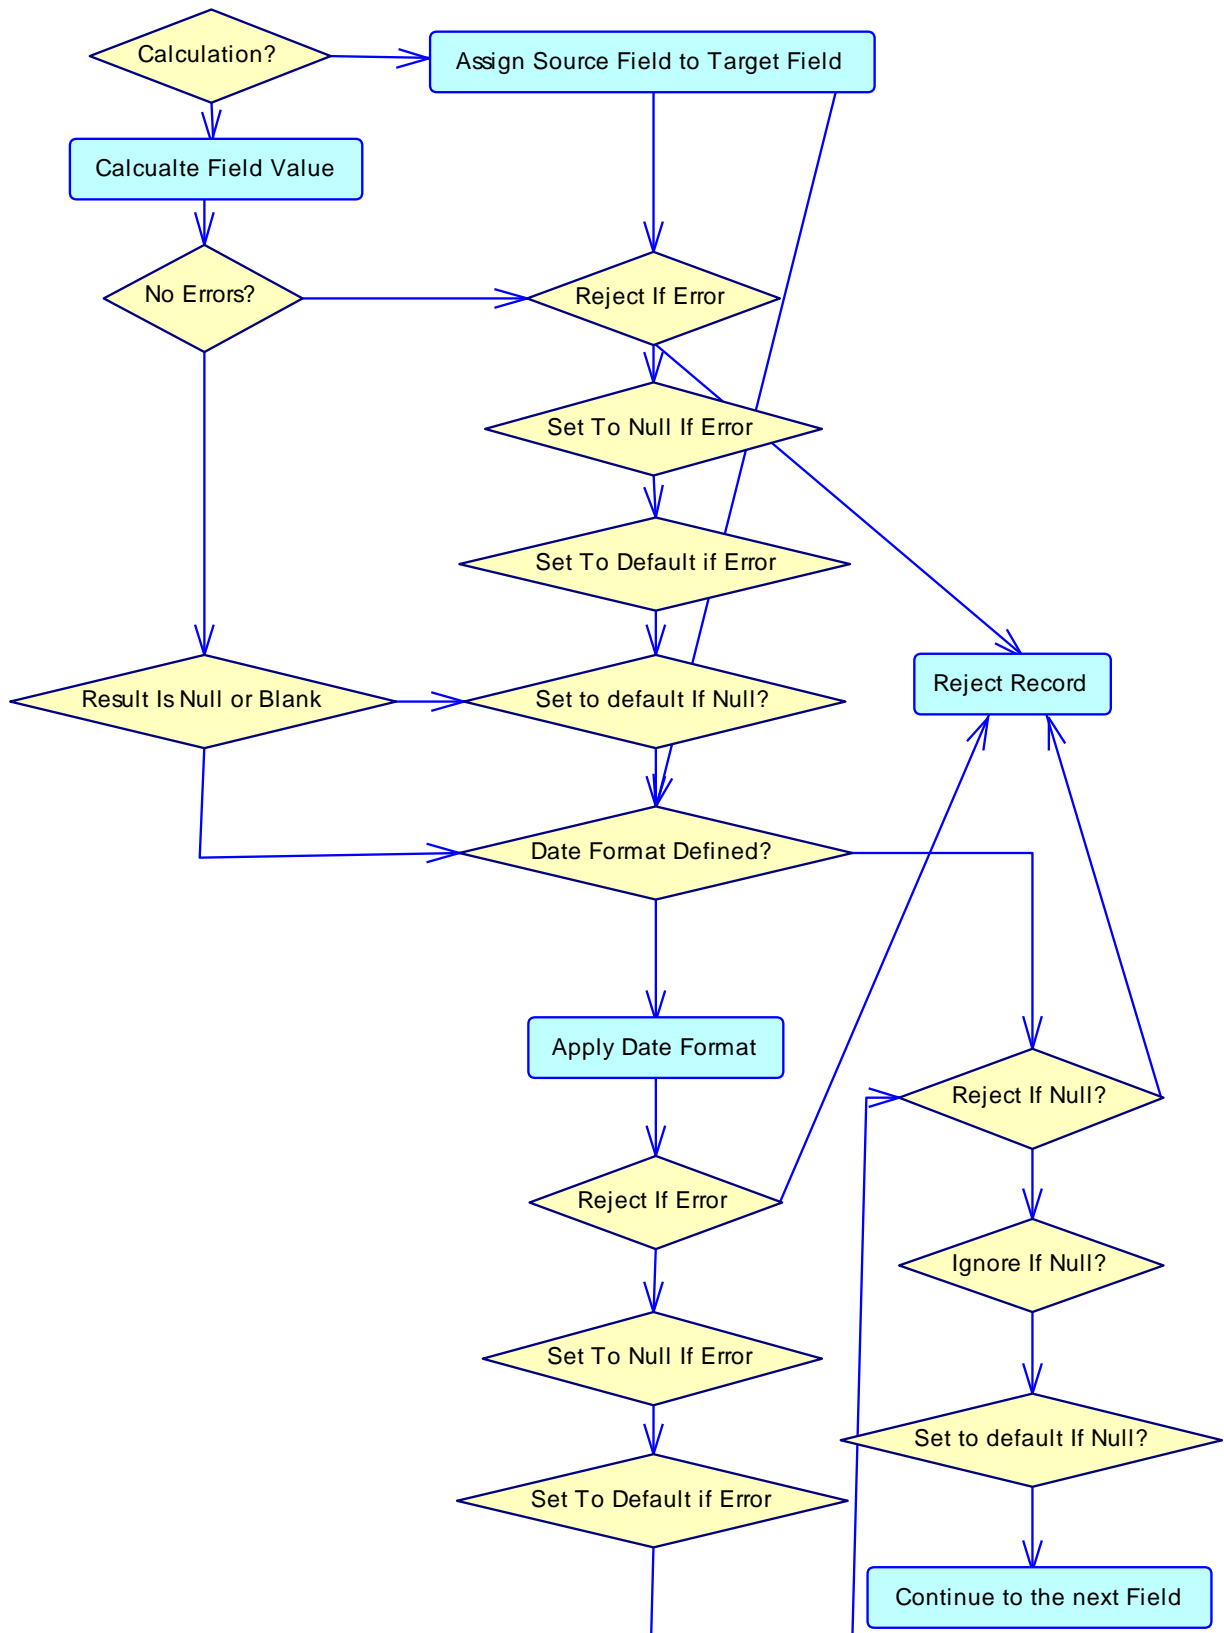 Calculation?
Assign Source Field to Target Field
Calcualte Field Value
No Errors?
Reject If Error
Set To Null If Error
Set To Default if Error
Result Is Null or Blank
Set to default If Null?
Reject Record
Date Format Defined?
Apply Date Format
Reject If Null?
Reject If Error
Ignore If Null?
Set To Null If Error
Set to default If Null?
Set To Default if Error
Continue to the next Field